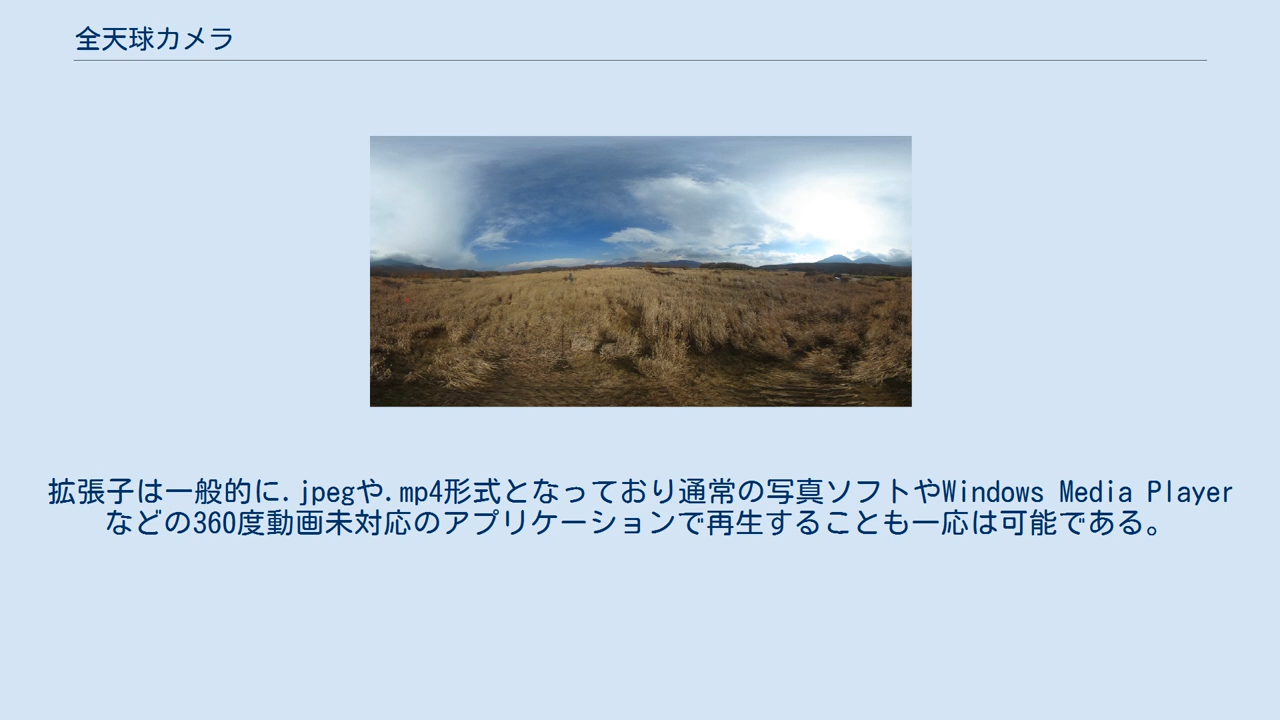 全天球カメラ
拡張子は一般的に.jpegや.mp4形式となっており通常の写真ソフトやWindows Media Player
などの360度動画未対応のアプリケーションで再生することも一応は可能である。